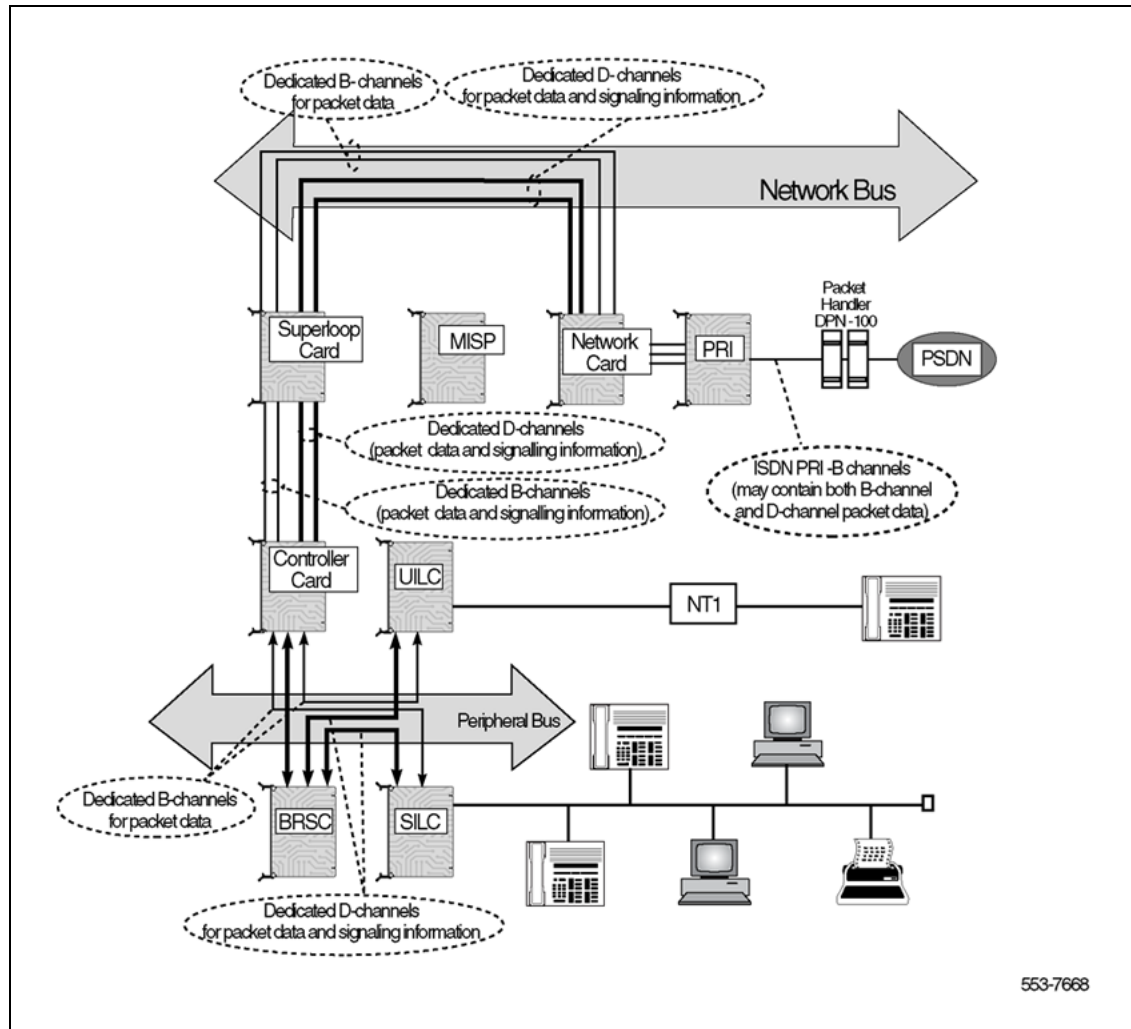 Dedicated B- channels
for packet data
Dedicated D- channels
for packet data and signaling information
Network Bus
Packet
Handler
DPN -100
Superloop
Card
MISP
Network
Card
PRI
PSDN
Dedicated D-channels
(packet data and signalling information)
Dedicated B-channels
(packet data and signalling information)
ISDN PRI -B channels
(may contain both B-channel
and D-channel packet data)
Controller
Card
UILC
NT1
Peripheral Bus
Dedicated B-channels
for packet data
BRSC
SILC
Dedicated D-channels
for packet data and signaling information
553-7668